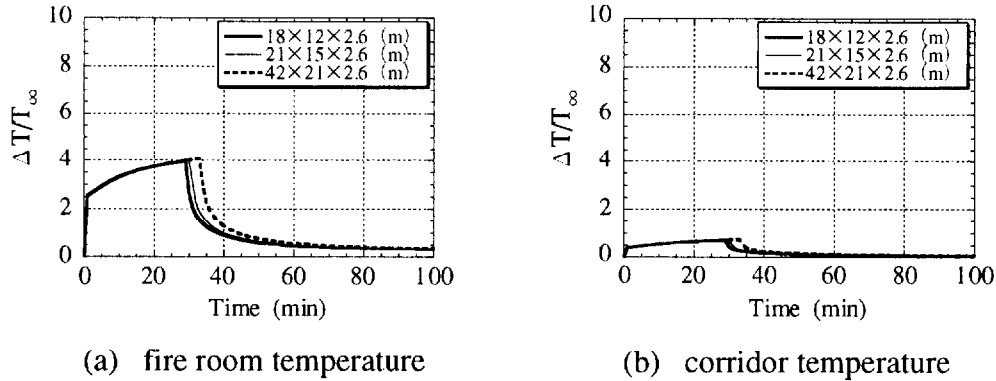 10
8
6
4
2
0
ΔT/T∞
18×12×2.6 (m)
21×15×2.6 (m)
42×21×2.6 (m)
0 20 40 60 80 100
Time (min)
(a) fire room temperature
10
8
6
4
2
0
ΔT/T∞
18×12×2.6 (m)
21×15×2.6 (m)
42×21×2.6 (m)
0 20 40 60 80 100
Time (min)
(b) corridor temperature